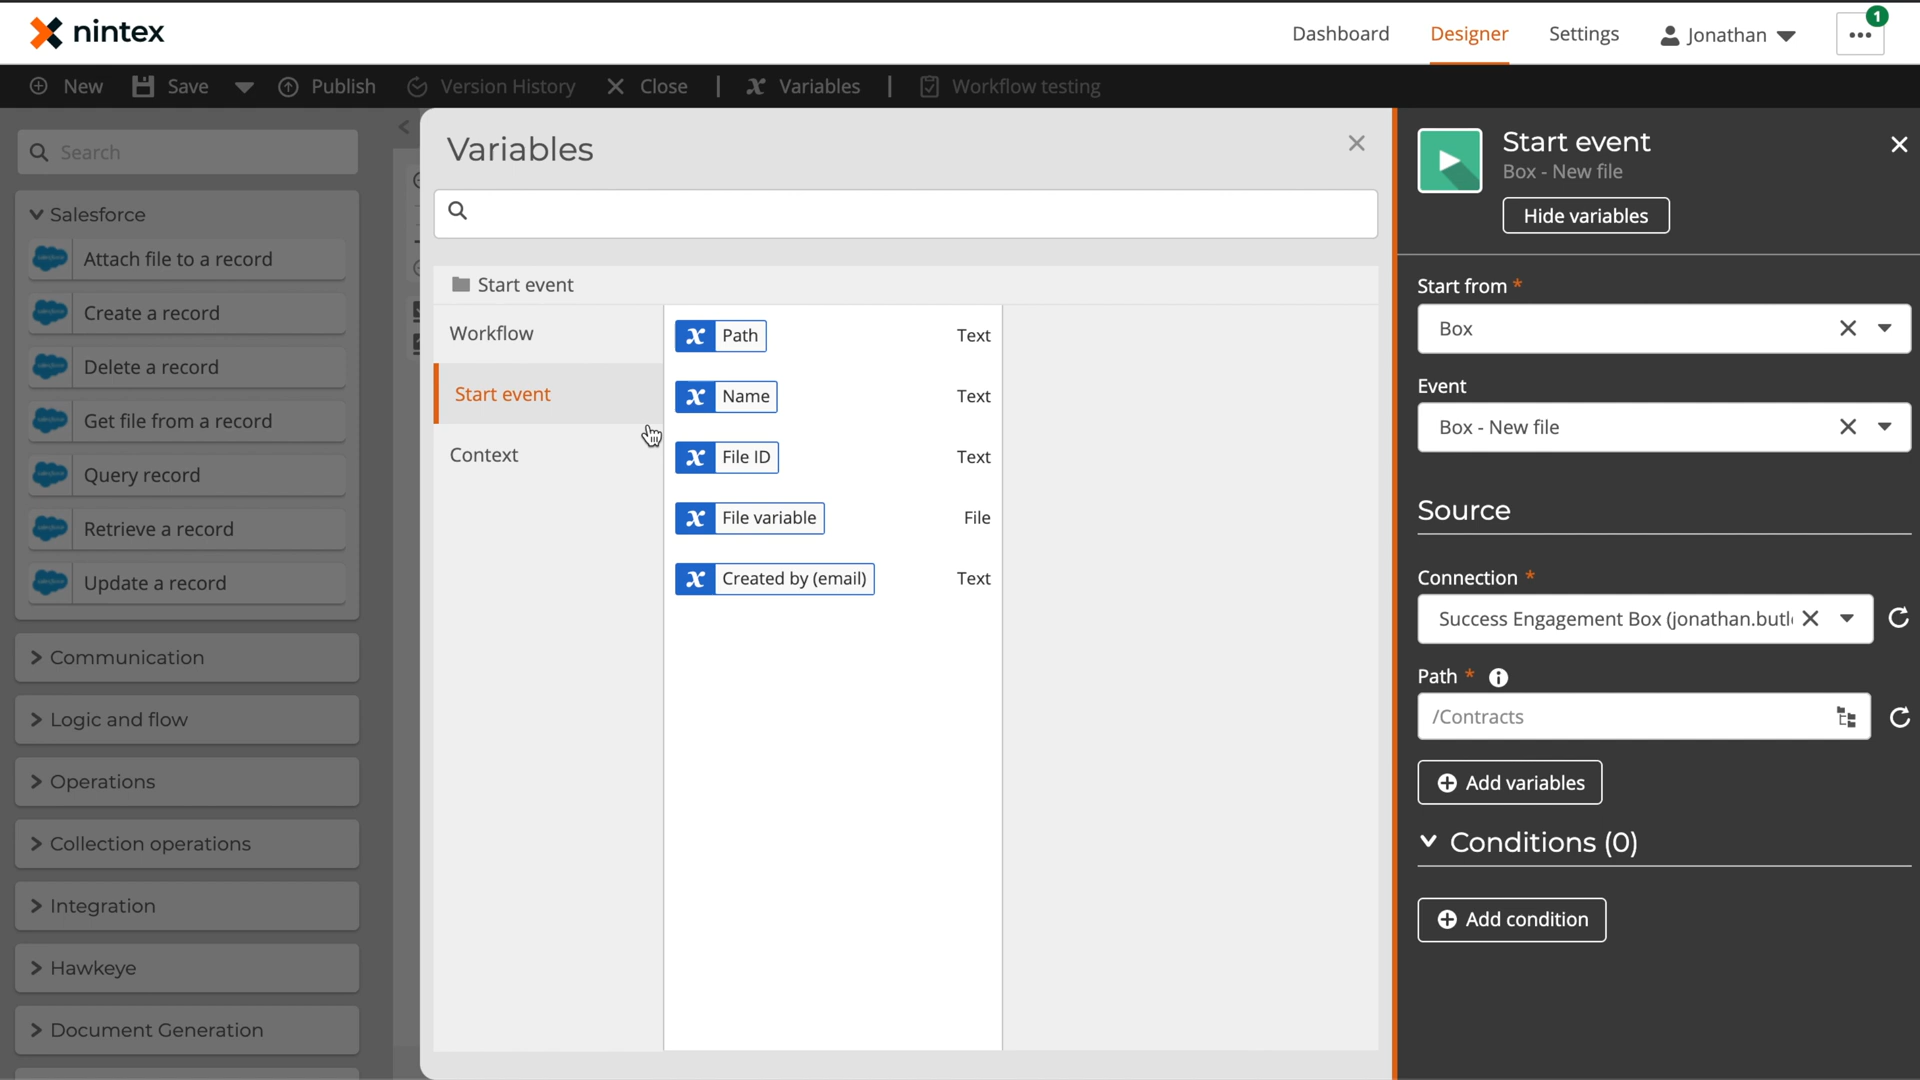 nintex
Dashboard
Designer
Settings
Jonathan
1
New
Save
Publish
Version History
Close
Variables
Workflow testing
Search
Salesforce
Attach file to a record
Create a record
Delete a record
Get file from a record
Query record
Retrieve a record
Update a record
Communication
Logic and flow
Operations
Collection operations
Integration
Hawkeye
Document Generation
Variables
Start event
Workflow
Start event
Context
Path Text
Name Text
File ID Text
File variable File
Created by (email) Text
Start event
Box - New file
Hide variables
Start from *
Box
Event
Box - New file
Source
Connection *
Success Engagement Box (jonathan.butl
Path *
/Contracts
Add variables
Conditions (0)
Add condition